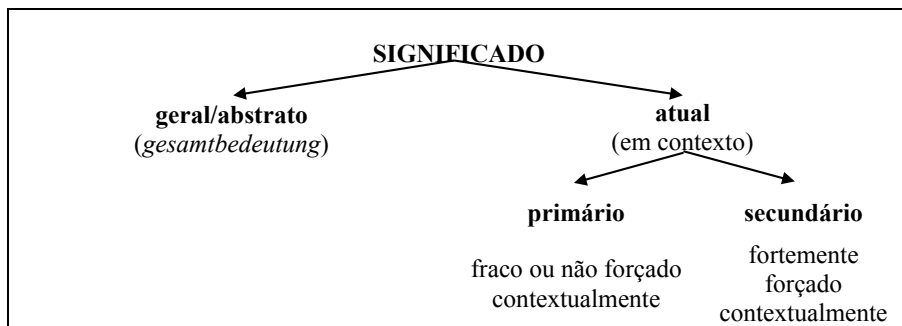 SIGNIFICADO
geral/abstrato
(gesamtbedeutung)
atual
(em contexto)
primário
fraco ou não forçado
contextualmente
secundário
fortemente
forçado
contextualmente